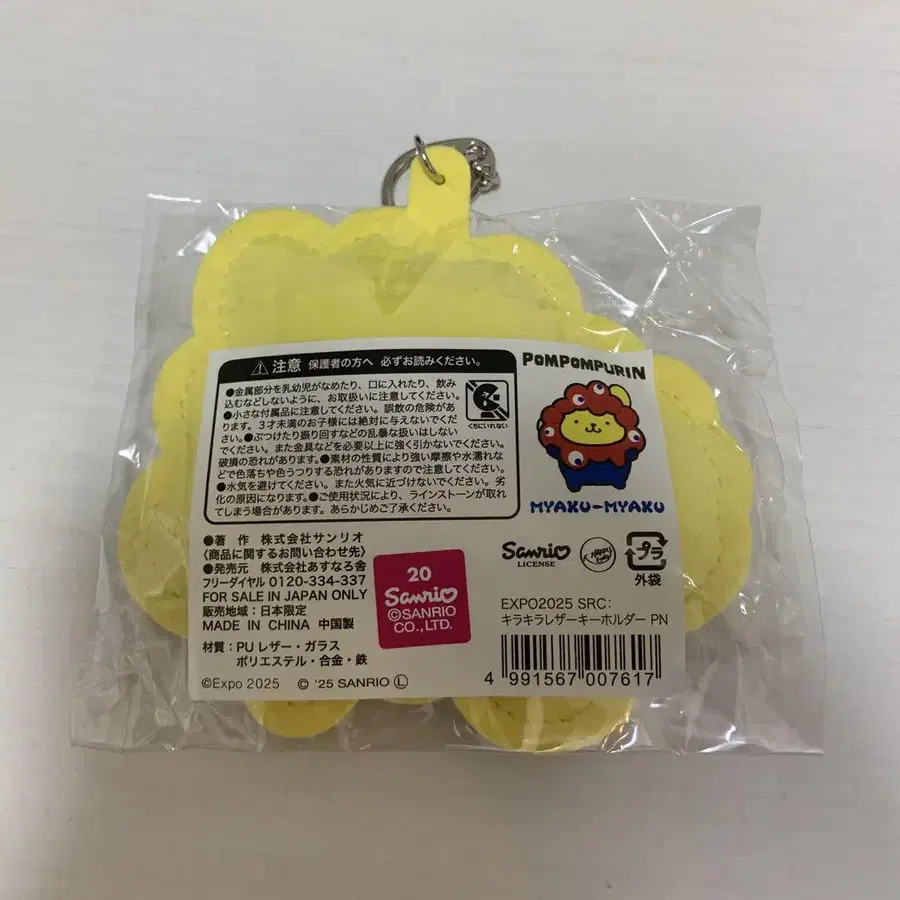 ⚠注意 保護者の方へ 必ずお読みください。
●金属部分を乳幼児がなめたり、口に入れたり、飲み
込むなどしないように、お取扱いに注意してください。
●小さな付属品に注意してください。誤飲の危険があ
ります。3才未満のお子様には絶対に与えないでくだ
さい。●ぶつけたり振り回すなどの乱暴な扱いはしない
でください。また金具などを必要以上に強く引かないでください。
破損の恐れがあります。●素材の性質により強い摩擦や水濡れな
どで色落ちや色うつりする恐れがありますので注意してください。
●水気を避けてください。また火気に近づけないでください。劣
化の原因になります。●ご使用状況により、ラインストーンが取れ
てしまう場合があります。あらかじめご了承ください。
くちにいれない
POMPOMPURIN
MYAKU-MYAKU
●著 作 株式会社サンリオ
〈商品に関するお問い合わせ先〉
●発売元 株式会社あすなろ舎
フリーダイヤル 0120-334-337
FOR SALE IN JAPAN ONLY
販売地域:日本限定
MADE IN CHINA 中国製
材質:PUレザー・ガラス
ポリエステル・合金・鉄
©Expo 2025 © '25 SANRIO Ⓛ
20
Sanrio
©SANRIO
CO.,LTD.
Sanrio
LICENSE
プラ
外袋
EXPO2025 SRC:
キラキラレザーキーホルダー PN
4 991567 007617